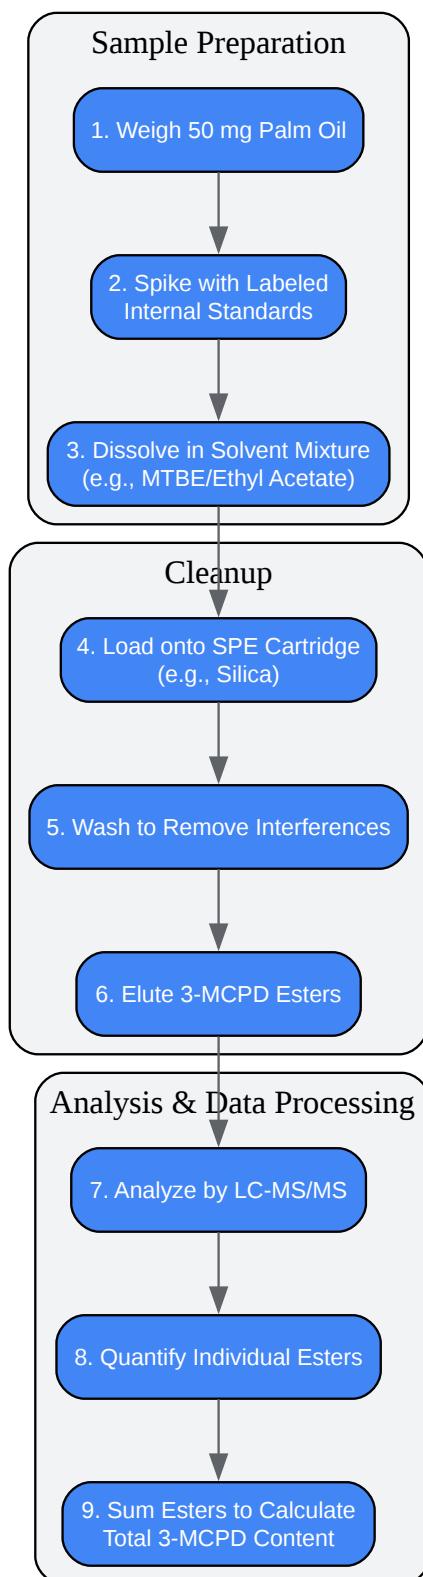 Sample Preparation
1. Weigh 50 mg Palm Oil
2. Spike with Labeled
Internal Standards
3. Dissolve in Solvent Mixture
(e.g., MTBE/Ethyl Acetate)
Cleanup
4. Load onto SPE Cartridge
(e.g., Silica)
5. Wash to Remove Interferences
6. Elute 3-MCPD Esters
Analysis & Data Processing
7. Analyze by LC-MS/MS
8. Quantify Individual Esters
9. Sum Esters to Calculate
Total 3-MCPD Content